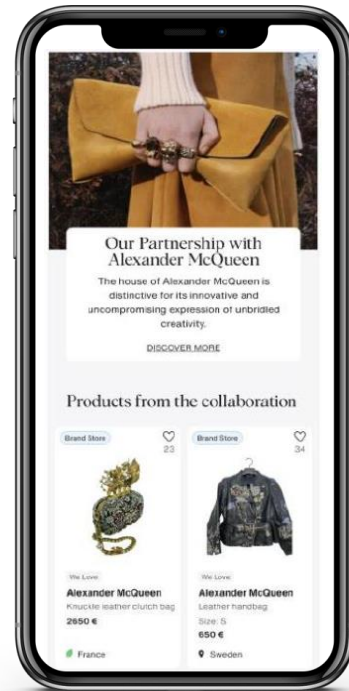 Our Partnership with
Alexander McQueen
The house of Alexander McQueen is
distinctive for its innovative and
uncompromising expression of unbridled
creativity.
DISCOVER MORE
Products from the collaboration
Brand Store
23
Brand Store
34
We Love
Alexander McQueen
Knuckle leather clutch bag
2650 €
France
We Love
Alexander McQueen
Leather handbag
Size: S
650 €
Sweden